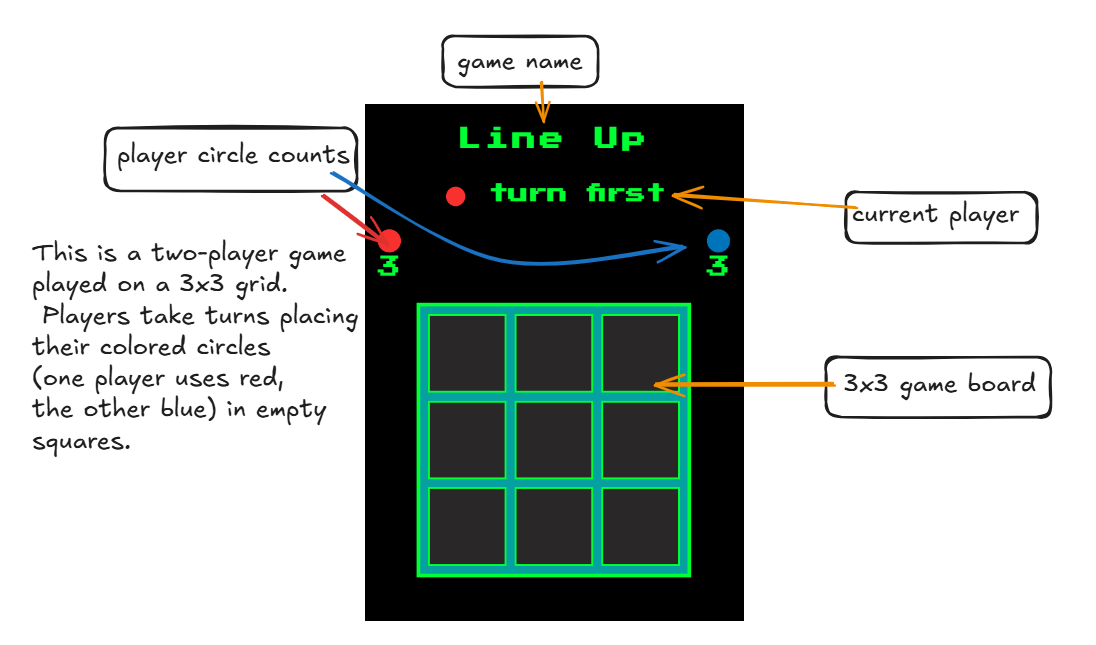 game name
Line Up
player circle counts
turn first
current player
3
3
This is a two-player game
played on a 3x3 grid.
Players take turns placing
their colored circles
(one player uses red,
the other blue) in empty
squares.
3x3 game board